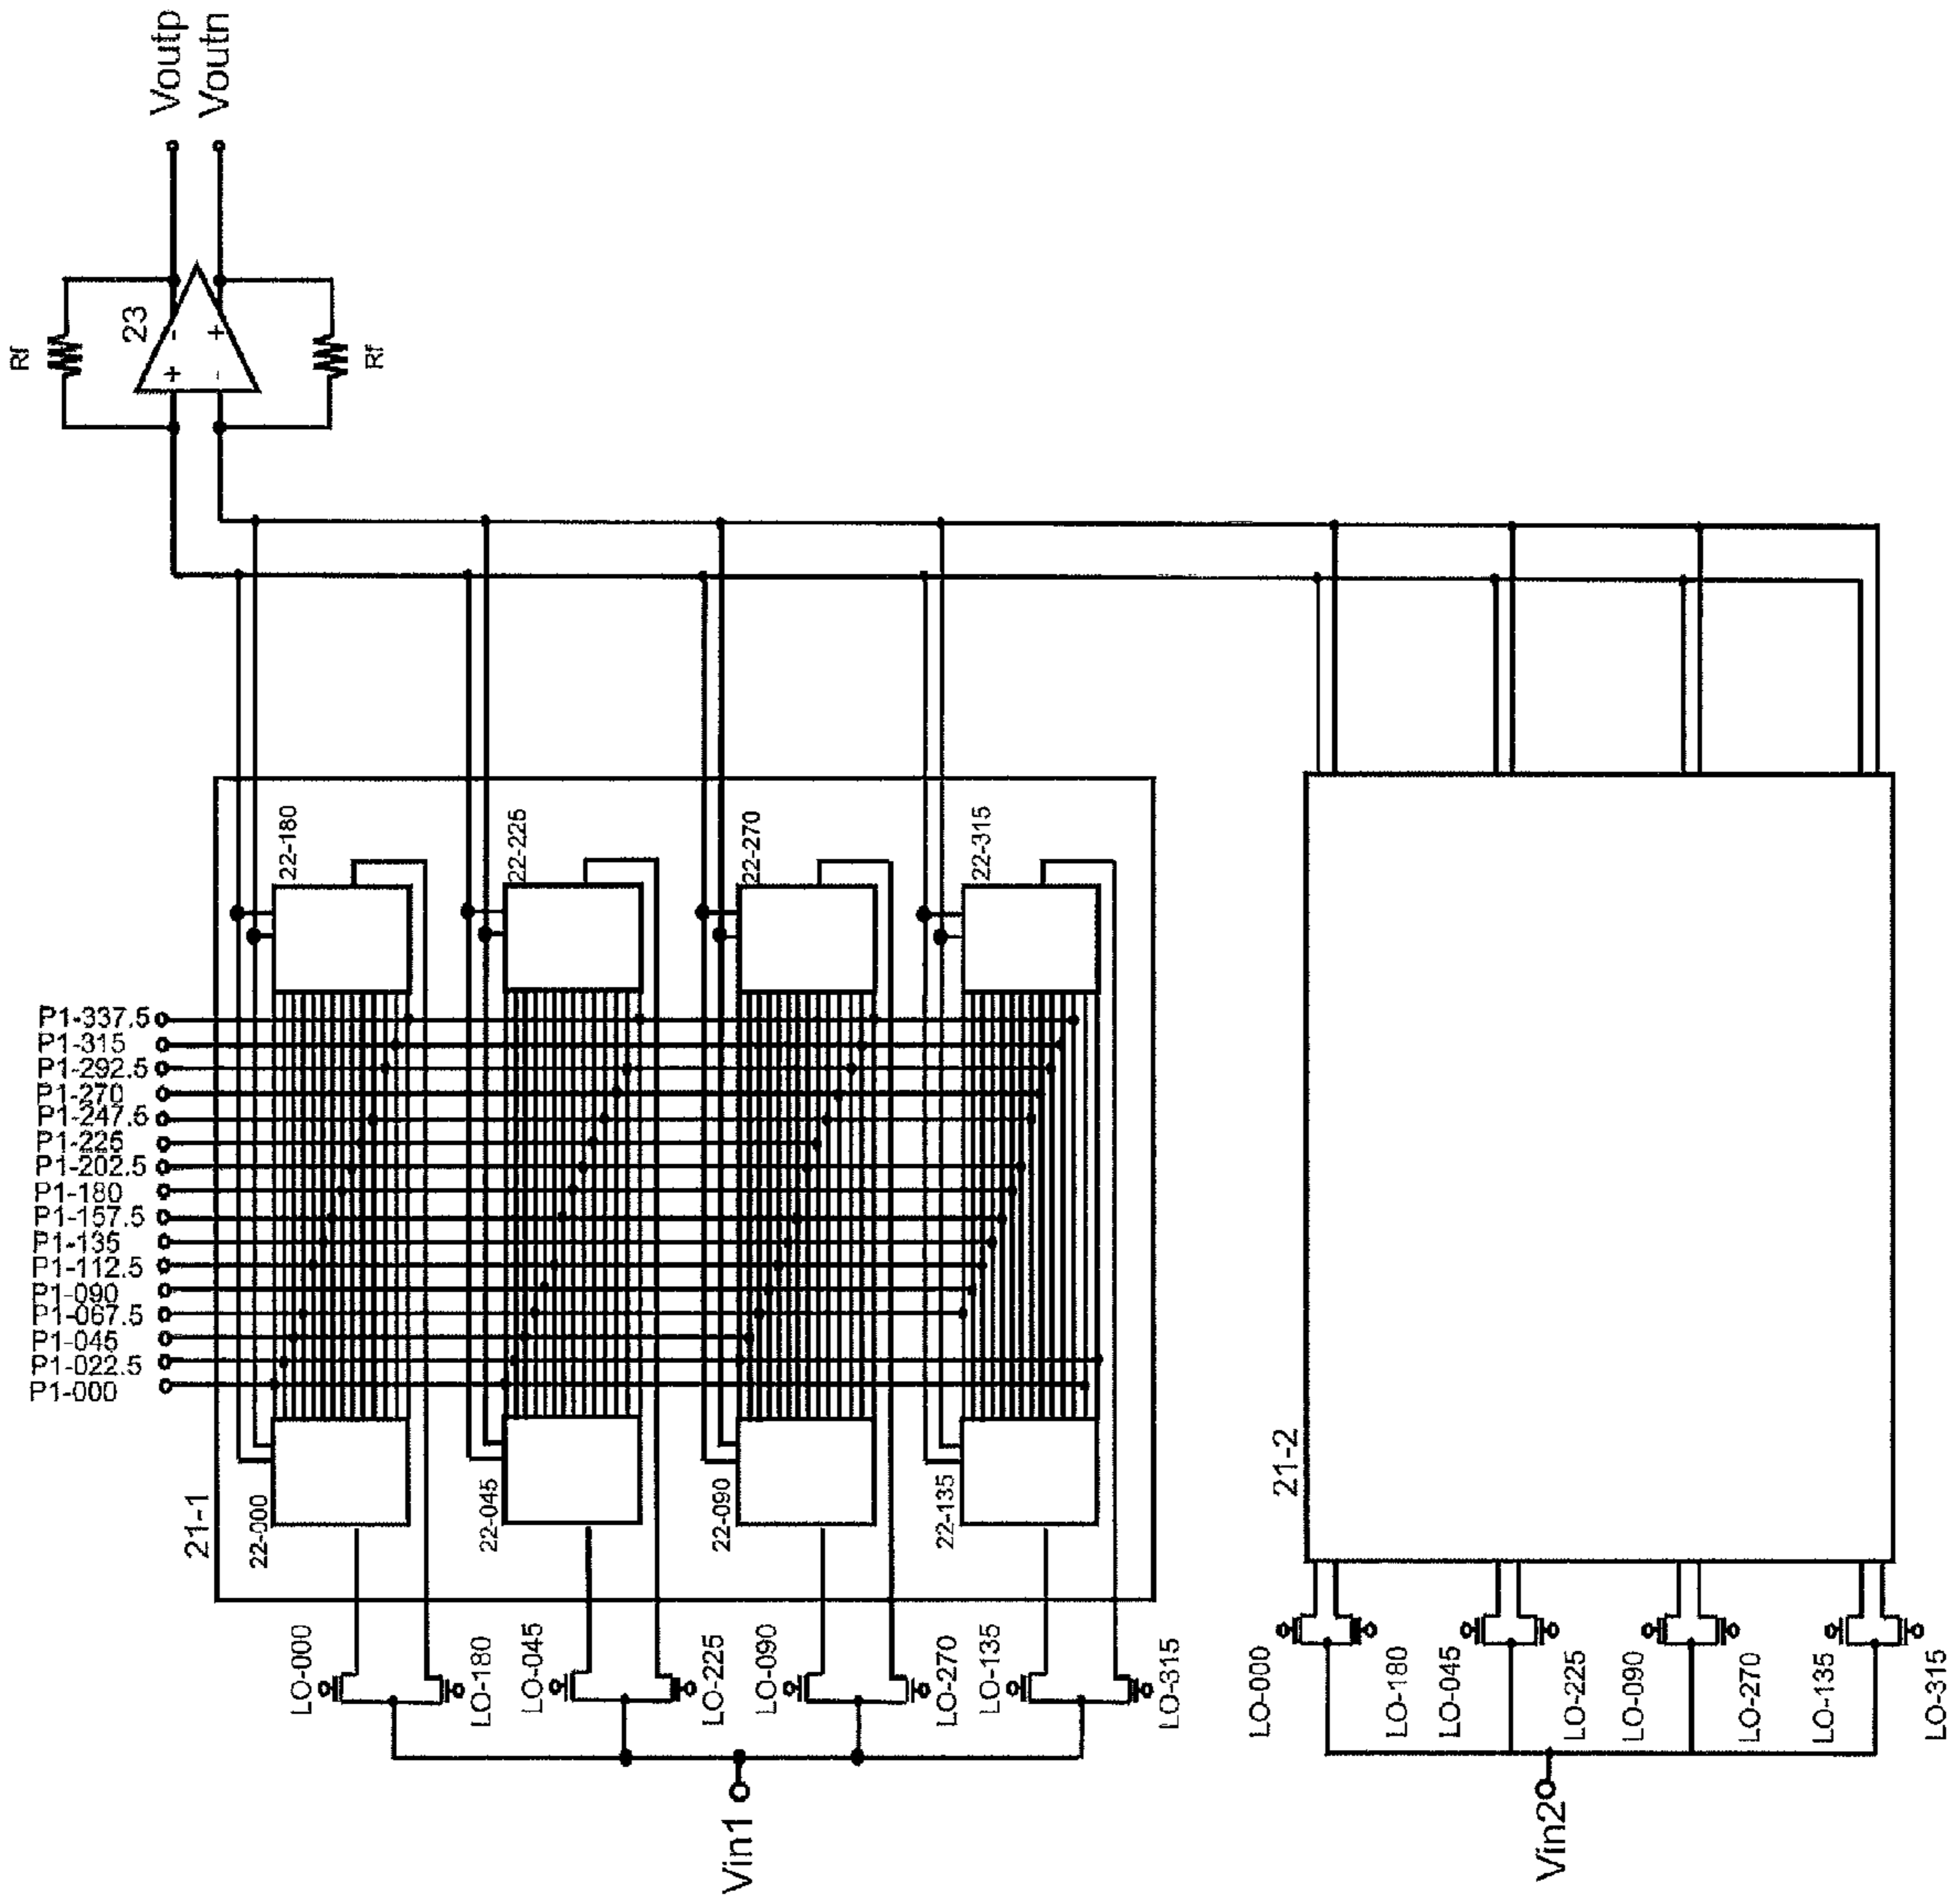 Voutp
Voutn
Rf
23
+
-
-
+
Rf
22-180
22-225
22-270
22-315
P1-337.5
P1-315
P1-292.5
P1-270
P1-247.5
P1-225
P1-202.5
P1-180
P1-157.5
P1-135
P1-112.5
P1-090
P1-067.5
P1-045
P1-022.5
P1-000
21-1
22-000
22-045
22-090
22-135
21-2
LO-000
LO-180
LO-045
LO-225
LO-090
LO-270
LO-135
LO-315
LO-000
LO-180
LO-045
LO-225
LO-090
LO-270
LO-135
LO-315
Vin1
Vin2